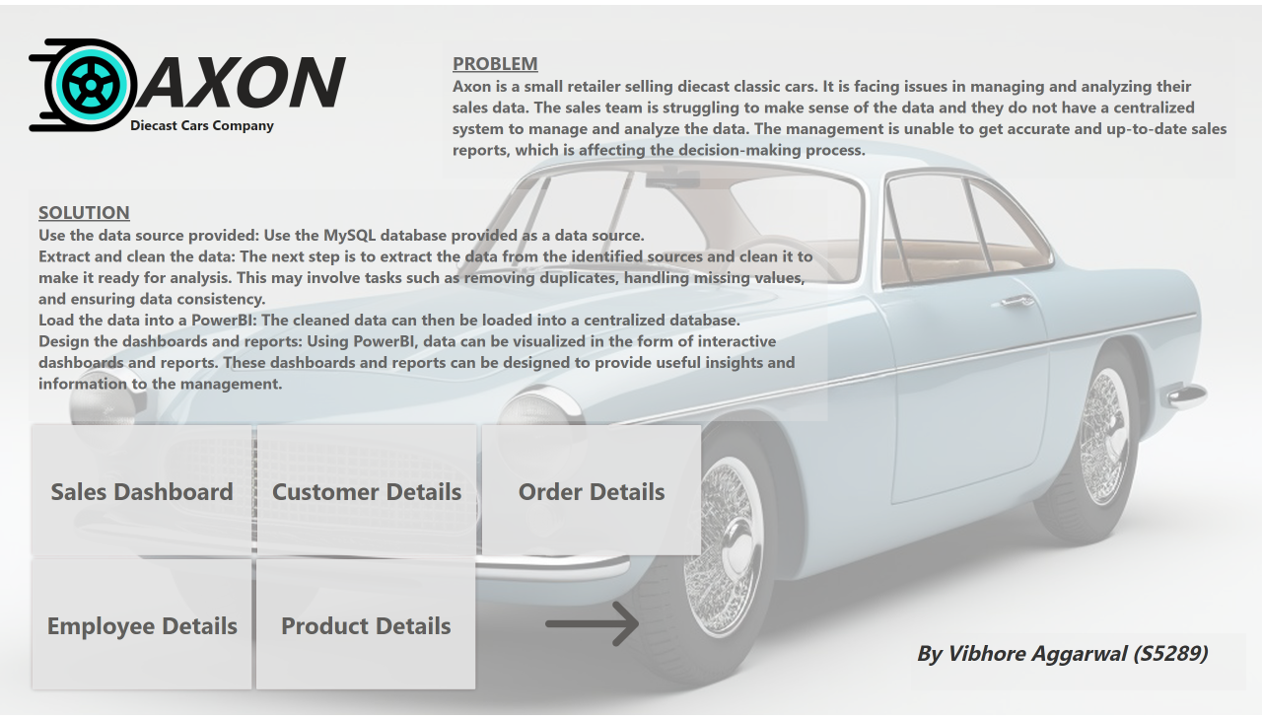 AXON
Diecast Cars Company
PROBLEM
Axon is a small retailer selling diecast classic cars. It is facing issues in managing and analyzing their
sales data. The sales team is struggling to make sense of the data and they do not have a centralized
system to manage and analyze the data. The management is unable to get accurate and up-to-date sales
reports, which is affecting the decision-making process.
SOLUTION
Use the data source provided: Use the MySQL database provided as a data source.
Extract and clean the data: The next step is to extract the data from the identified sources and clean it to
make it ready for analysis. This may involve tasks such as removing duplicates, handling missing values,
and ensuring data consistency.
Load the data into a PowerBI: The cleaned data can then be loaded into a centralized database.
Design the dashboards and reports: Using PowerBI, data can be visualized in the form of interactive
dashboards and reports. These dashboards and reports can be designed to provide useful insights and
information to the management.
Sales Dashboard
Customer Details
Order Details
Employee Details
Product Details
By Vibhore Aggarwal (S5289)